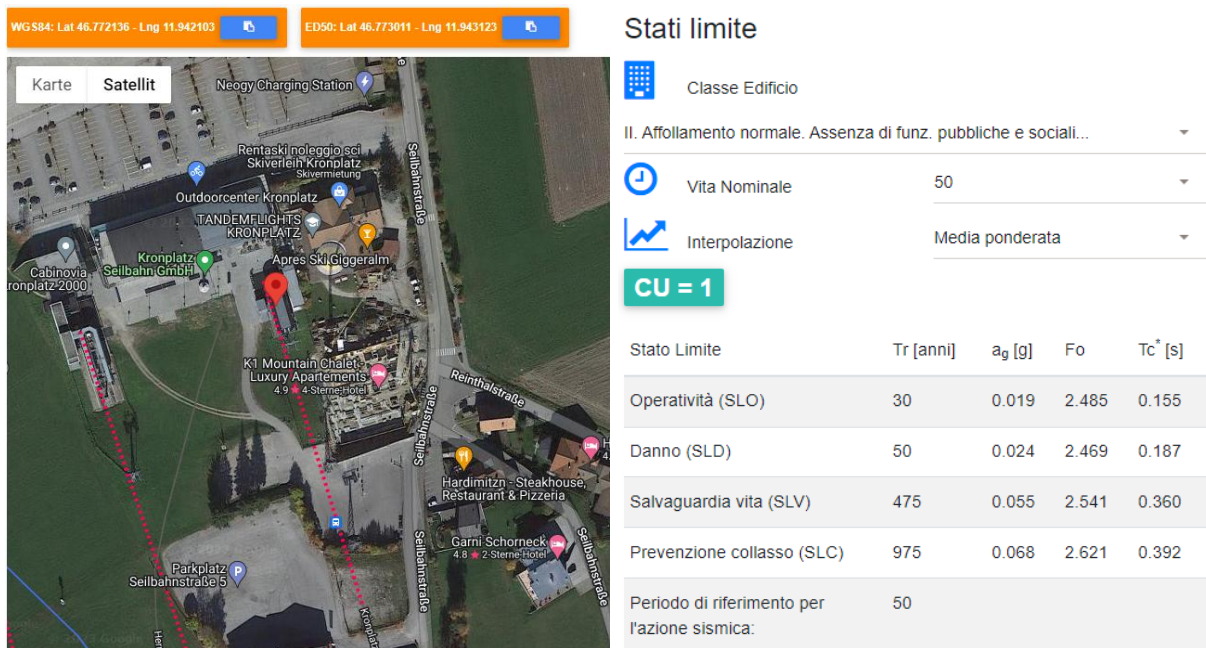 WGS84: Lat 46.772136 - Lng 11.942103
ED50: Lat 46.773011 - Lng 11.943123
Karte
Satellit
Neogy Charging Station
Rentaski noleggio sci
Skiverleih Kronplatz
Skivermietung
Outdoorcenter Kronplatz
TANDEMFLIGHTS
KRONPLATZ
Kronplatz
Seilbahn GmbH
Apres Ski Giggeralm
Cabinovia
ronplatz 2000
Seilbahnstraße
K1 Mountain Chalet -
Luxury Apartements
4.9 ★ 4-Sterne-Hotel
Reinthalstraße
Seilbahnstraße
H
4.
Hardimitzn - Steakhouse,
Restaurant & Pizzeria
Garni Schorneck
4.8 ★ 2-Sterne-Hotel
Seilbahnstraße
Seilbahnstraße
Parkplatz
Seilbahnstraße 5
P
Kronplatz
Her
Stati limite
Classe Edificio
II. Affollamento normale. Assenza di funz. pubbliche e sociali...
Vita Nominale 50
Interpolazione Media ponderata
CU = 1
Stato Limite Tr [anni] ag [g] Fo Tc* [s]
Operatività (SLO) 30 0.019 2.485 0.155
Danno (SLD) 50 0.024 2.469 0.187
Salvaguardia vita (SLV) 475 0.055 2.541 0.360
Prevenzione collasso (SLC) 975 0.068 2.621 0.392
Periodo di riferimento per 50
l'azione sismica: